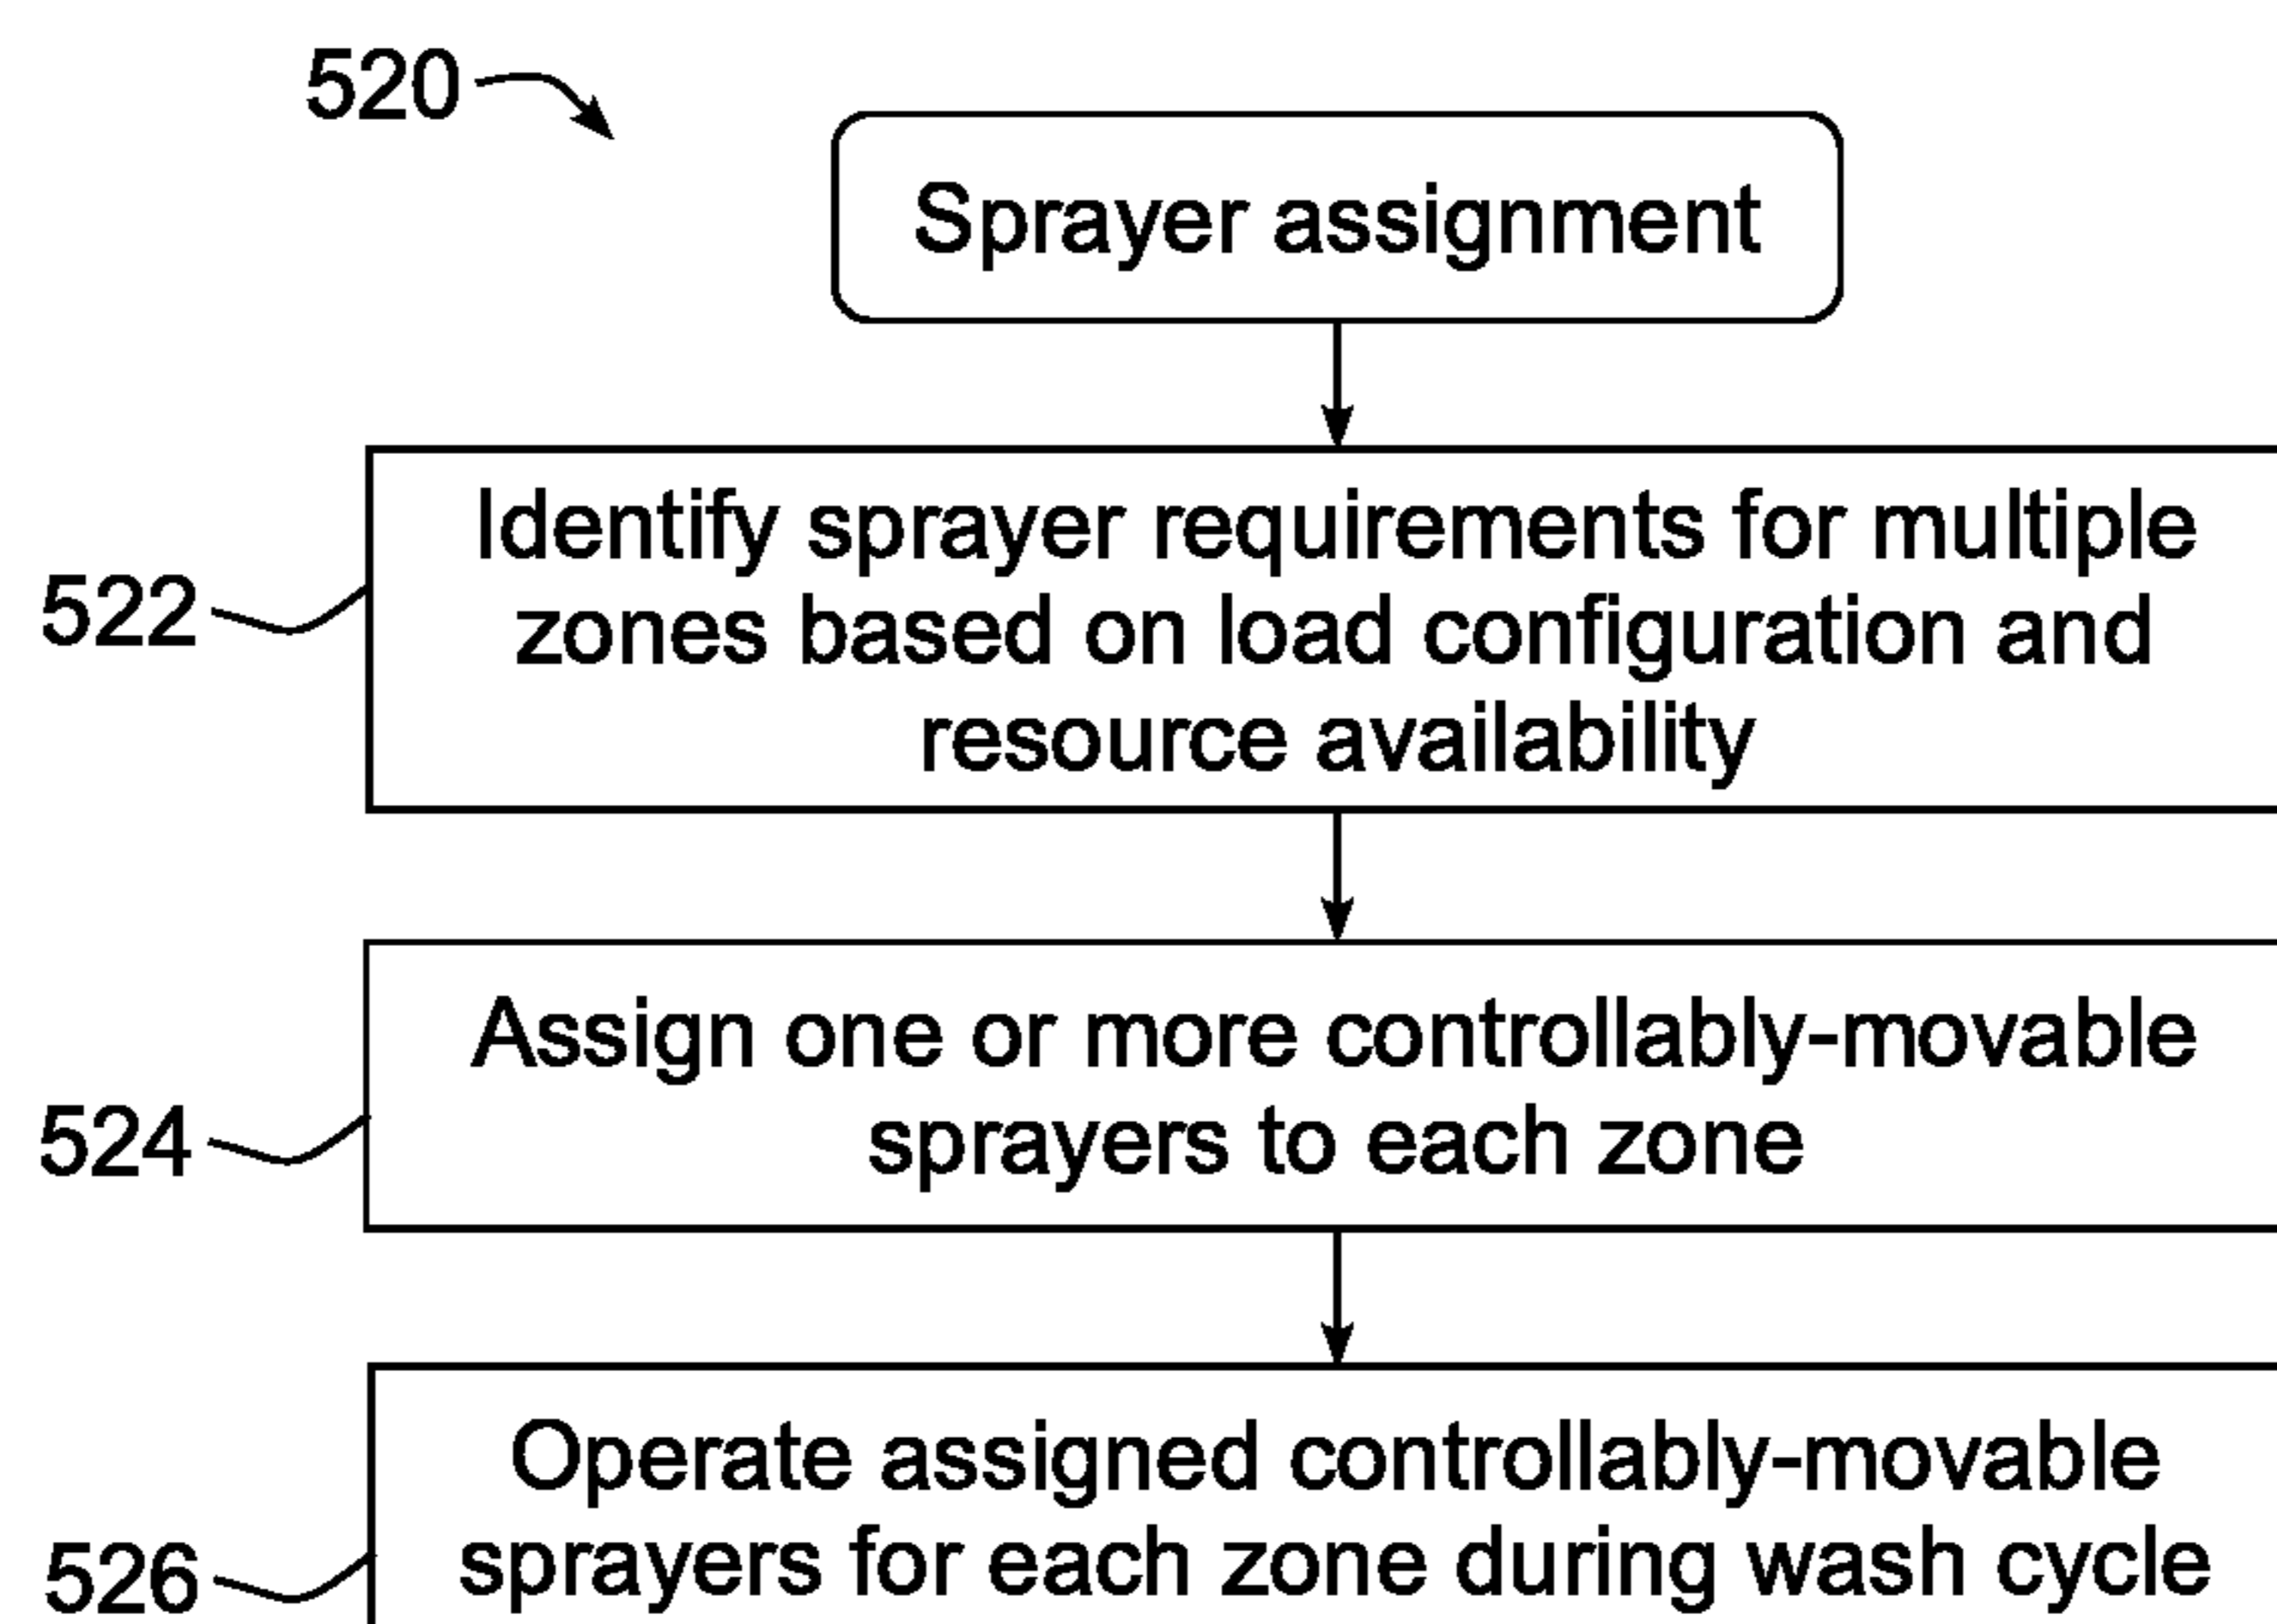 520
Sprayer assignment
Identify sprayer requirements for multiple
zones based on load configuration and
resource availability
522
Assign one or more controllably-movable
sprayers to each zone
524
Operate assigned controllably-movable
sprayers for each zone during wash cycle
526